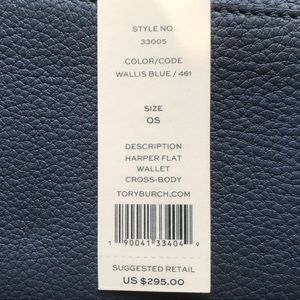 STYLE NO.
33005
COLOR/CODE
WALLIS BLUE / 461
SIZE
OS
DESCRIPTION
HARPER FLAT
WALLET
CROSS-BODY
TORYBURCH.COM
1 90041 33404 9
SUGGESTED RETAIL
US $295.00